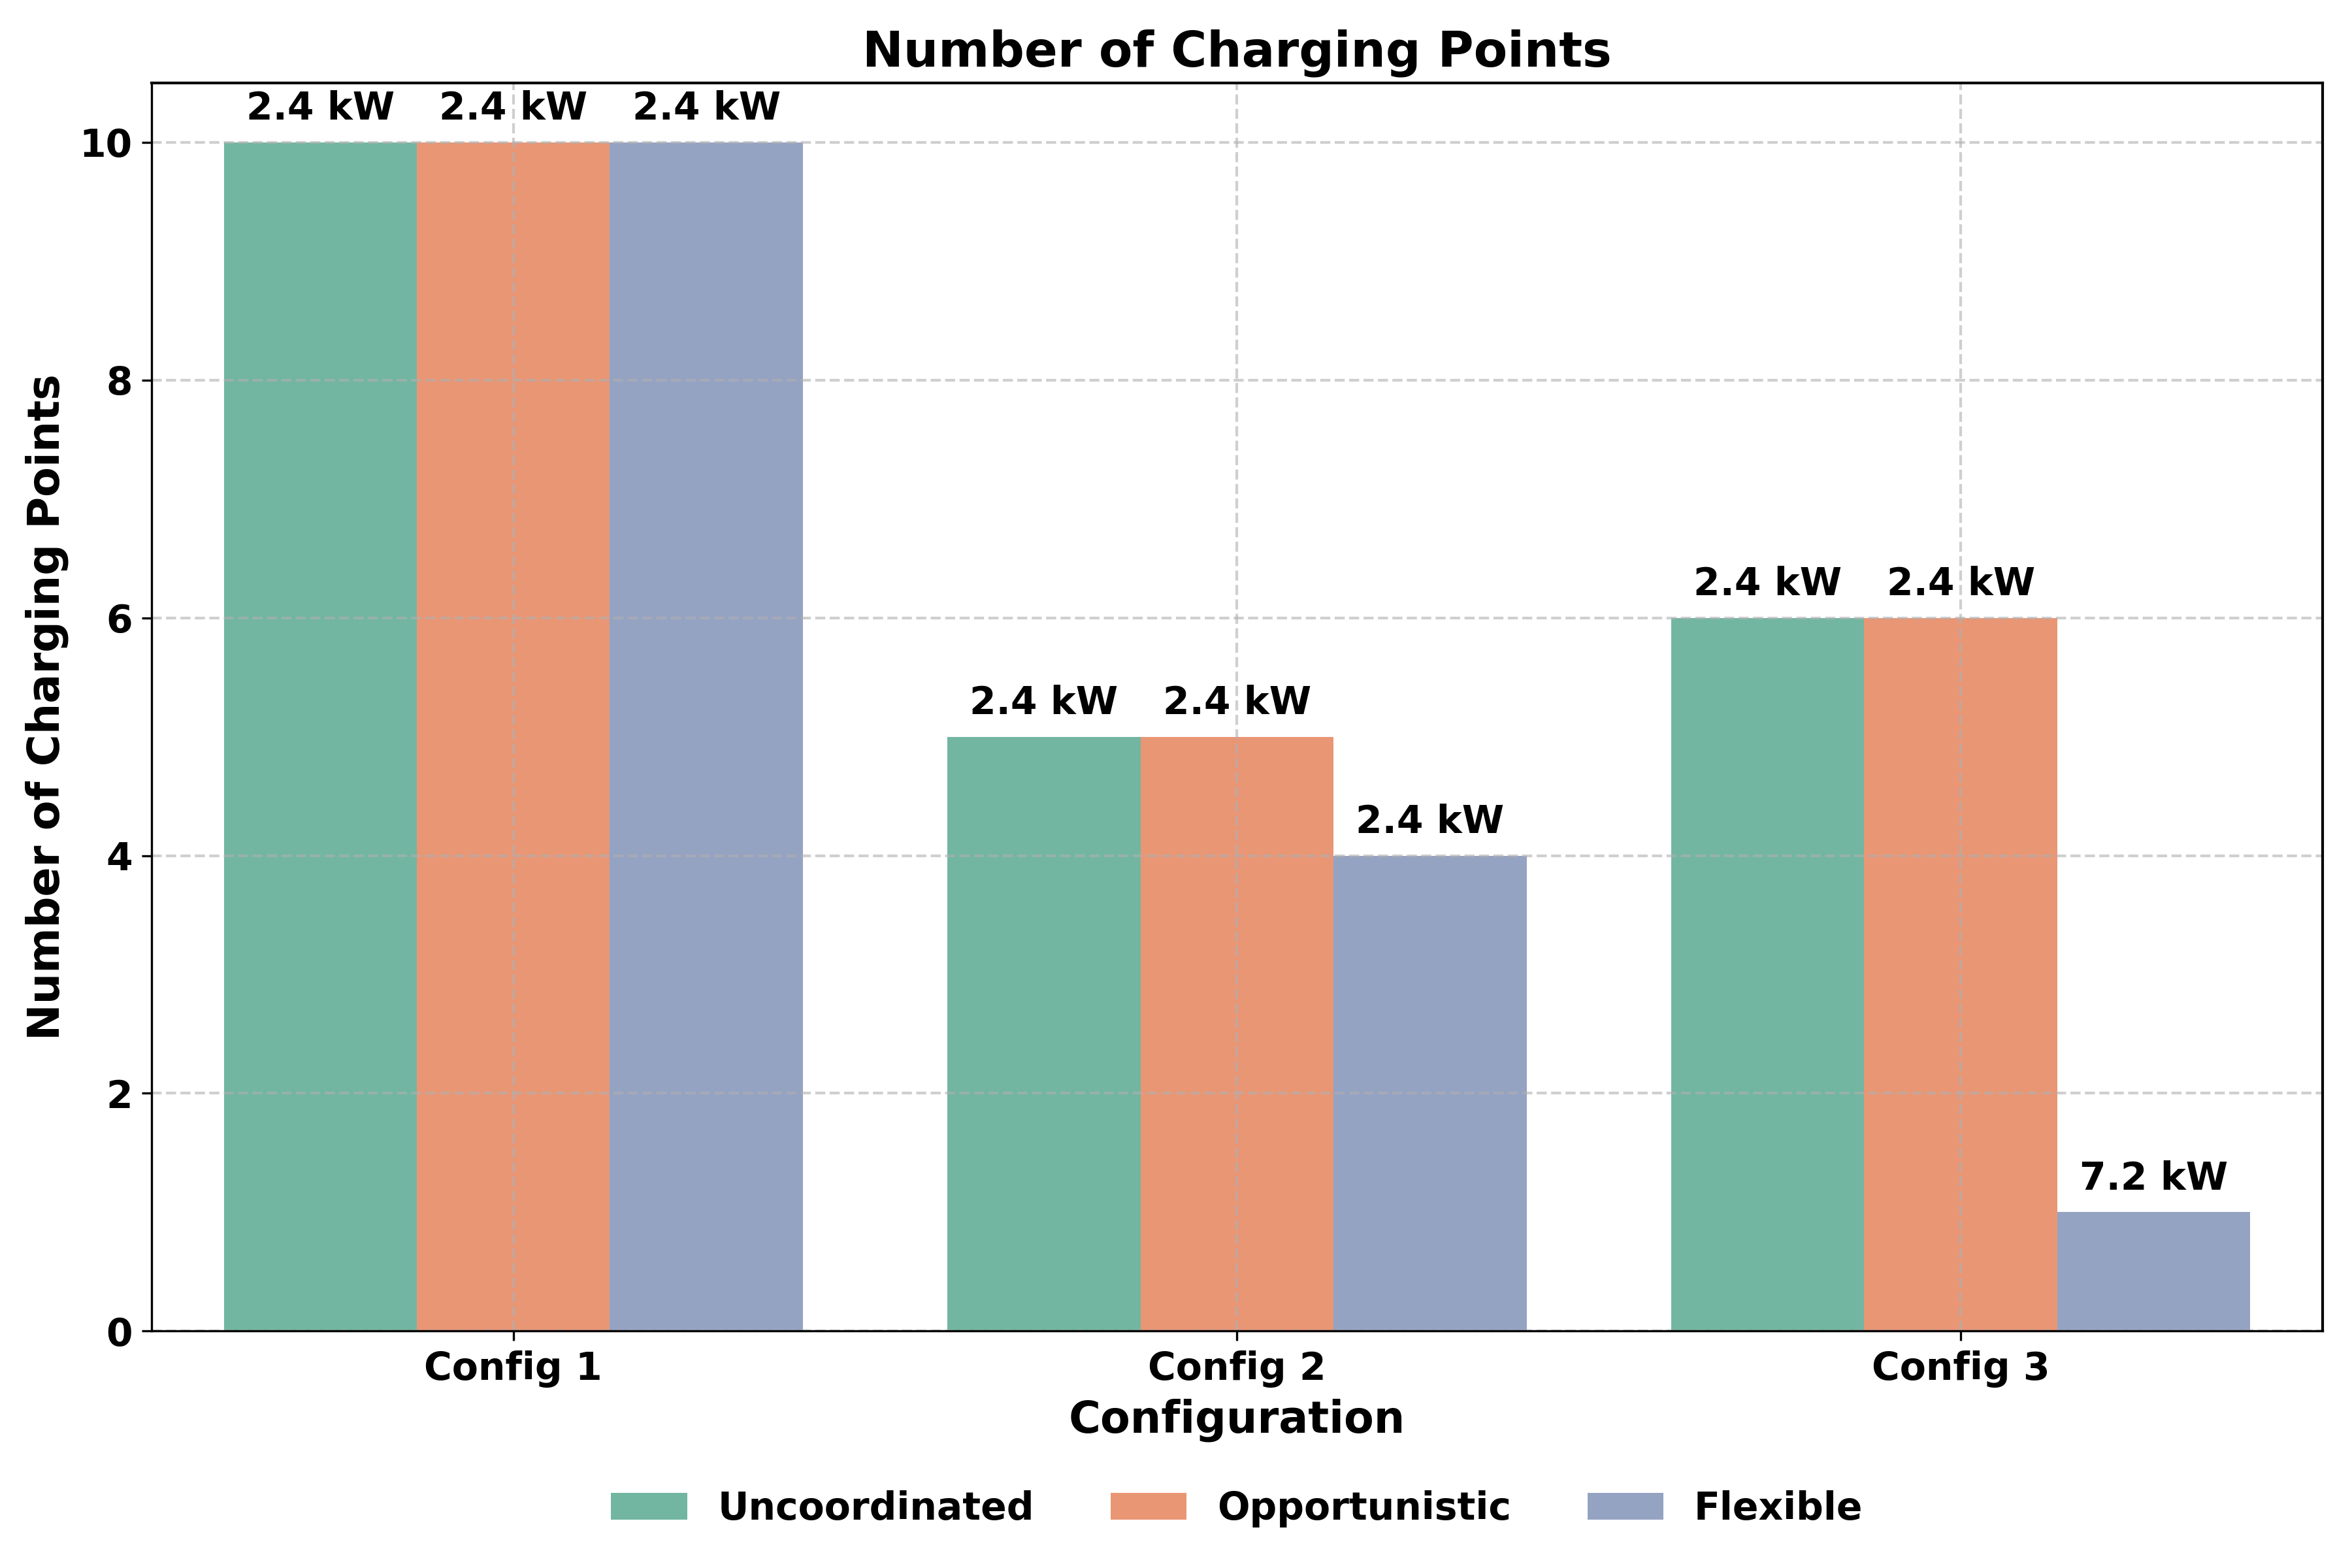 Number of Charging Points
2.4 kW 2.4 kW 2.4 kW
10
8
6
4
2
0
Number of Charging Points
2.4 kW 2.4 kW
2.4 kW 2.4 kW
2.4 kW
7.2 kW
Config 1 Config 2 Config 3
Configuration
Uncoordinated Opportunistic Flexible